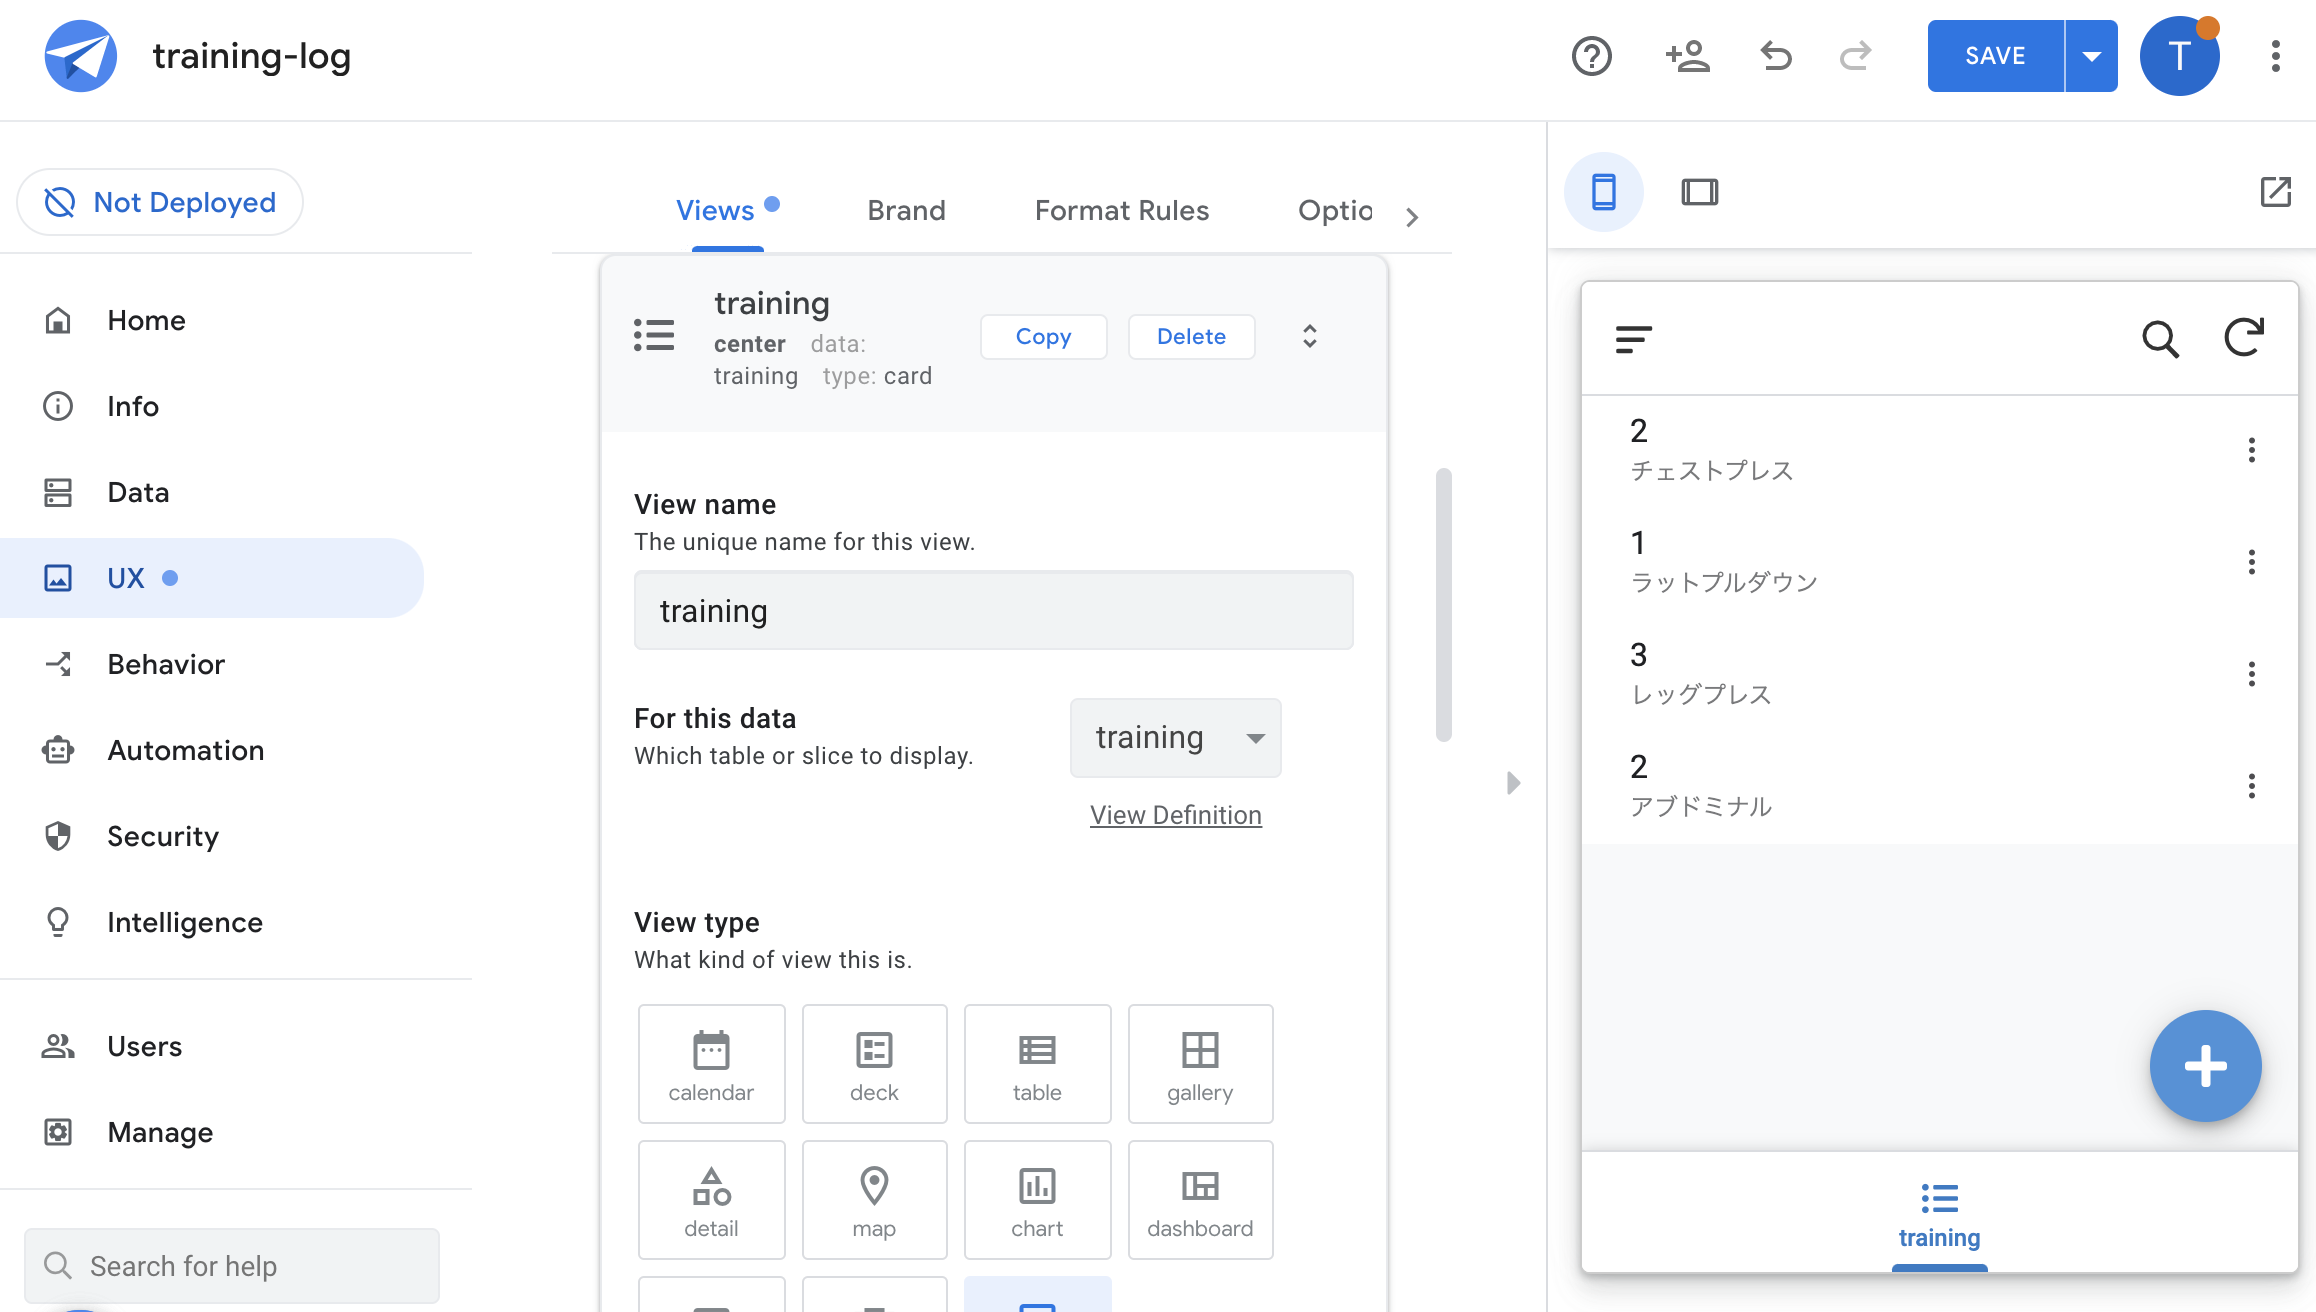 training-log
SAVE
T
Not Deployed
Home
Info
Data
UX
Behavior
Automation
Security
Intelligence
Users
Manage
Search for help
Views
Brand
Format Rules
Optio
training
center data:
training type: card
Copy
Delete
View name
The unique name for this view.
training
For this data
Which table or slice to display.
training
View Definition
View type
What kind of view this is.
calendar
deck
table
gallery
detail
map
chart
dashboard
2
チェストプレス
1
ラットプルダウン
3
レッグプレス
2
アブドミナル
training